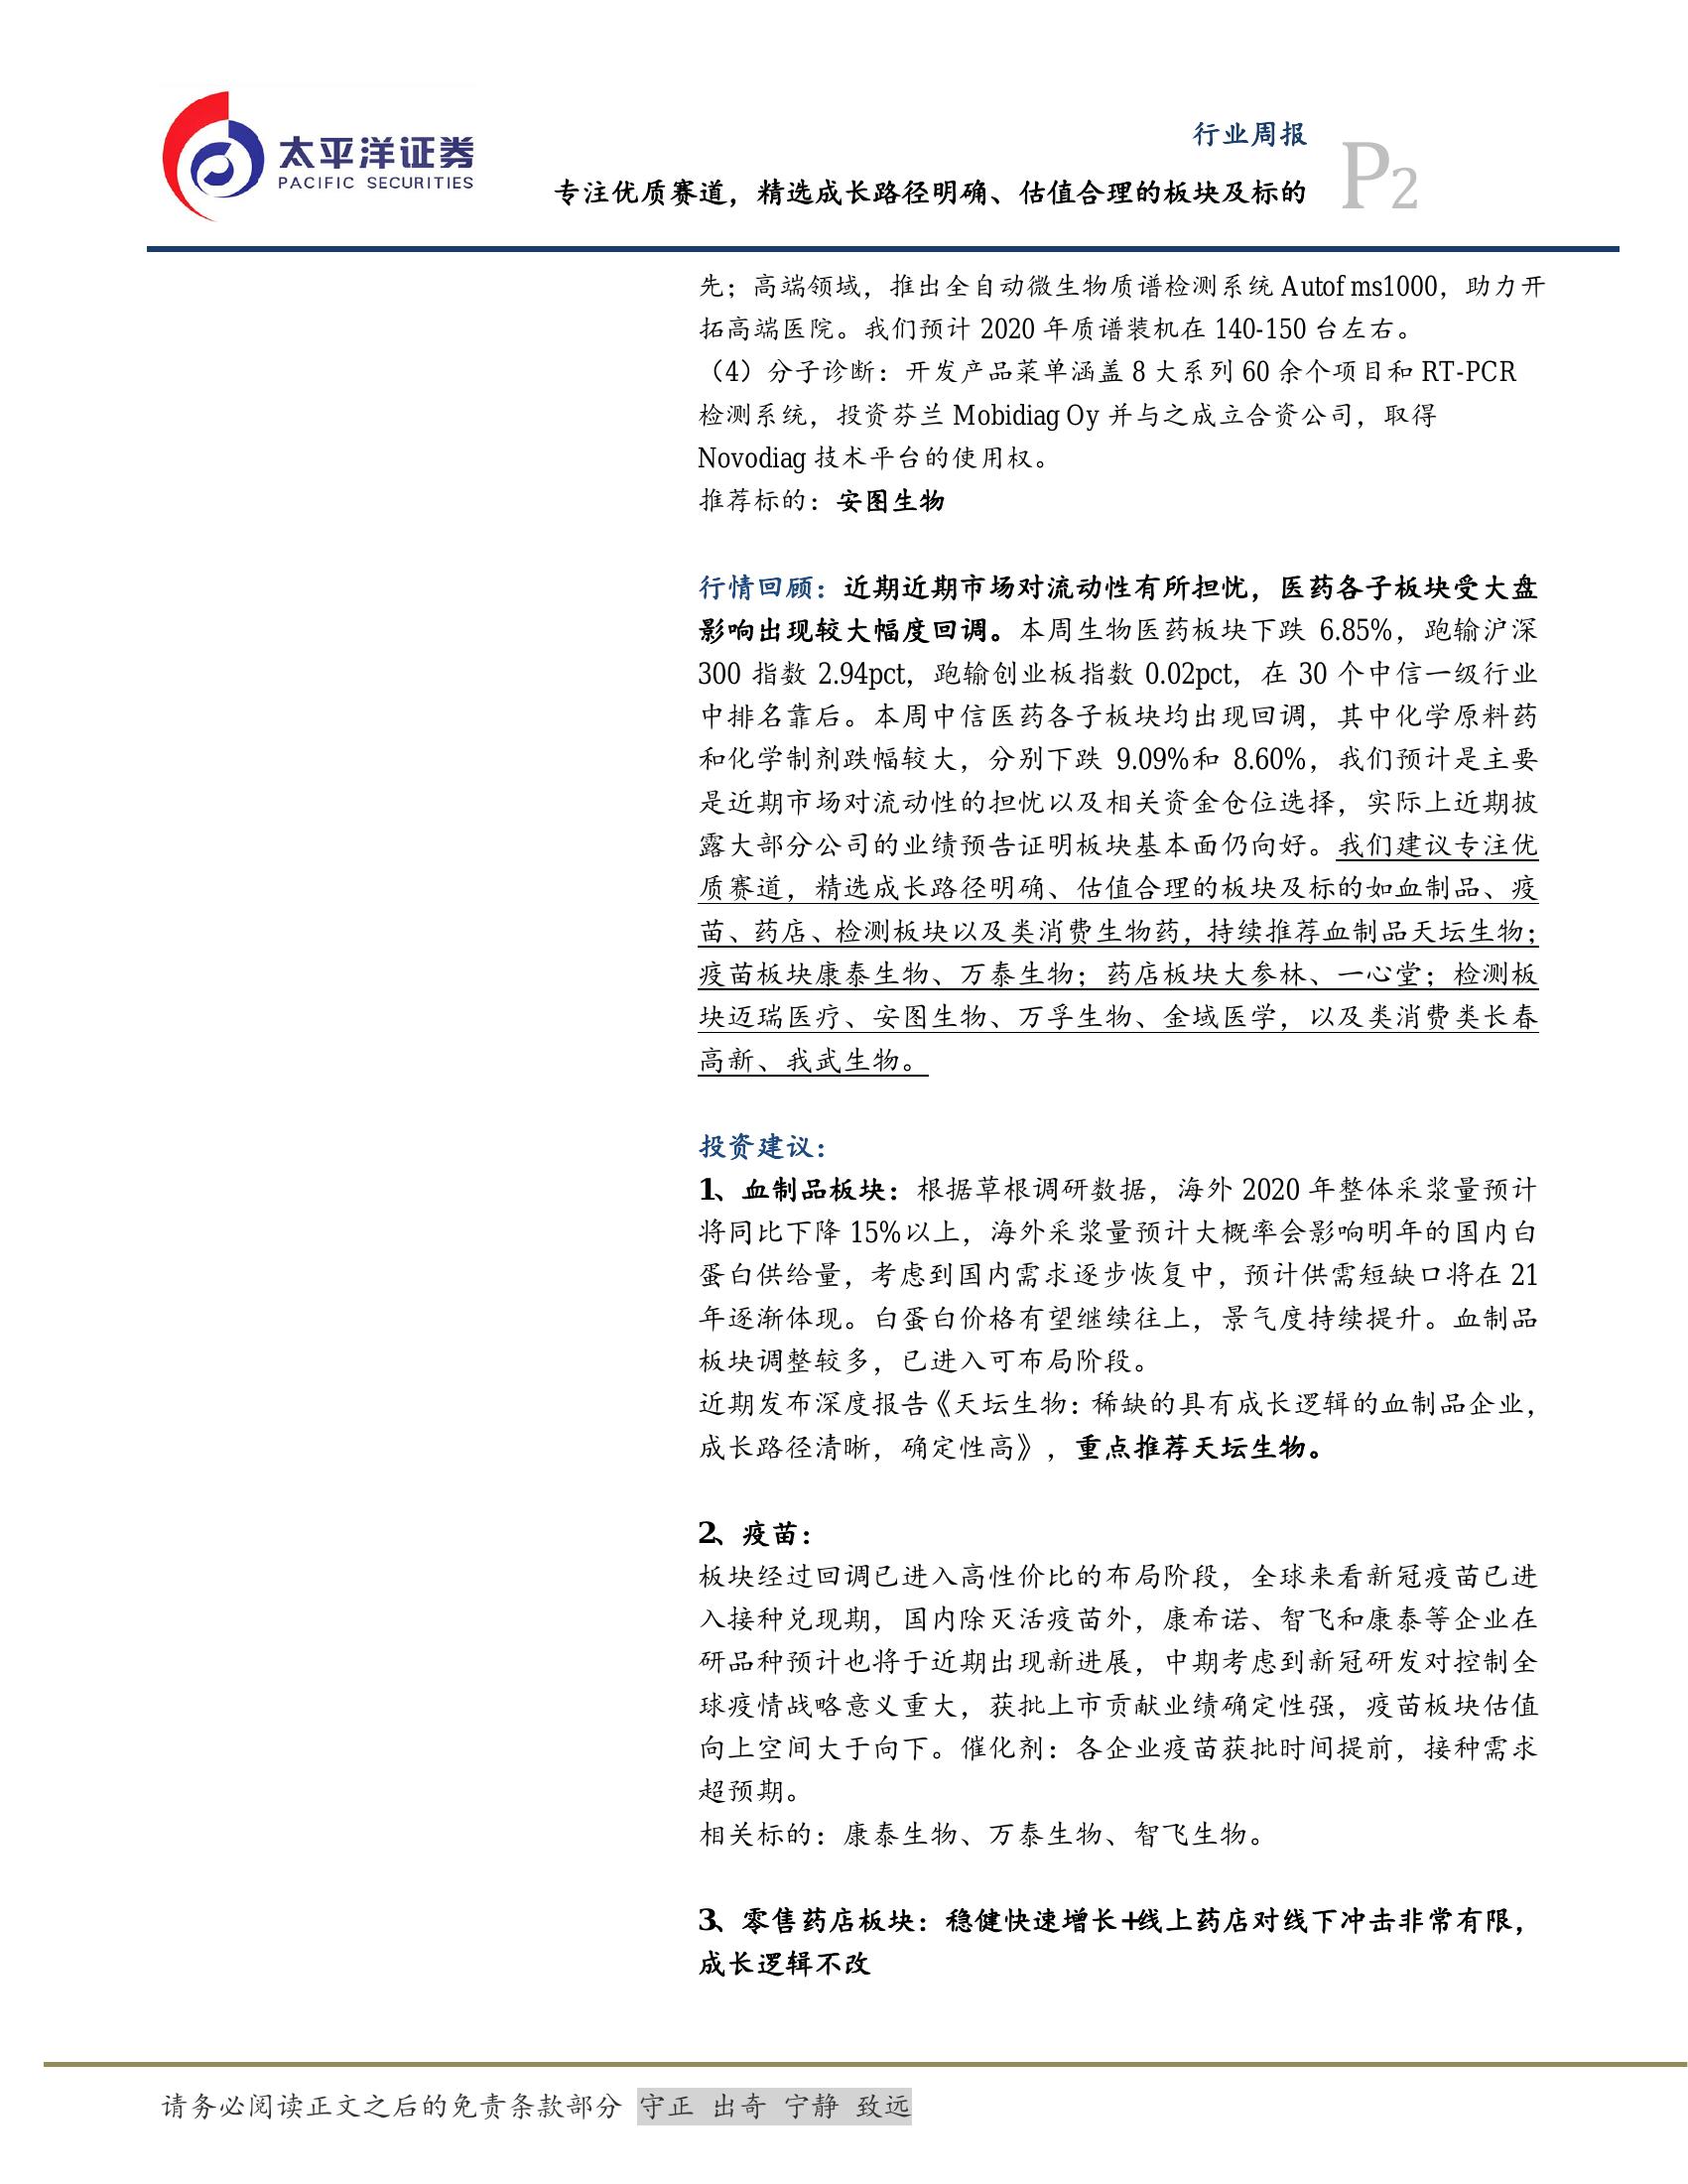 太平洋证券
PACIFIC SECURITIES
行业周报
专注优质赛道，精选成长路径明确、估值合理的板块及标的
P2
先；高端领域，推出全自动微生物质谱检测系统 Autof ms1000，助力开
拓高端医院。我们预计 2020 年质谱装机在 140-150 台左右。
（4）分子诊断：开发产品菜单涵盖 8 大系列 60 余个项目和 RT-PCR
检测系统，投资芬兰 Mobidiag Oy 并与之成立合资公司，取得
Novodiag 技术平台的使用权。
推荐标的：安图生物
行情回顾：近期近期市场对流动性有所担忧，医药各子板块受大盘
影响出现较大幅度回调。本周生物医药板块下跌 6.85%，跑输沪深
300 指数 2.94pct，跑输创业板指数 0.02pct，在 30 个中信一级行业
中排名靠后。本周中信医药各子板块均出现回调，其中化学原料药
和化学制剂跌幅较大，分别下跌 9.09%和 8.60%，我们预计是主要
是近期市场对流动性的担忧以及相关资金仓位选择，实际上近期披
露大部分公司的业绩预告证明板块基本面仍向好。我们建议专注优
质赛道，精选成长路径明确、估值合理的板块及标的如血制品、疫
苗、药店、检测板块以及类消费生物药，持续推荐血制品天坛生物；
疫苗板块康泰生物、万泰生物；药店板块大参林、一心堂；检测板
块迈瑞医疗、安图生物、万孚生物、金域医学，以及类消费类长春
高新、我武生物。
投资建议：
1、血制品板块：根据草根调研数据，海外 2020 年整体采浆量预计
将同比下降 15%以上，海外采浆量预计大概率会影响明年的国内白
蛋白供给量，考虑到国内需求逐步恢复中，预计供需短缺口将在 21
年逐渐体现。白蛋白价格有望继续往上，景气度持续提升。血制品
板块调整较多，已进入可布局阶段。
近期发布深度报告《天坛生物：稀缺的具有成长逻辑的血制品企业，
成长路径清晰，确定性高》，重点推荐天坛生物。
2、疫苗：
板块经过回调已进入高性价比的布局阶段，全球来看新冠疫苗已进
入接种兑现期，国内除灭活疫苗外，康希诺、智飞和康泰等企业在
研品种预计也将于近期出现新进展，中期考虑到新冠研发对控制全
球疫情战略意义重大，获批上市贡献业绩确定性强，疫苗板块估值
向上空间大于向下。催化剂：各企业疫苗获批时间提前，接种需求
超预期。
相关标的：康泰生物、万泰生物、智飞生物。
3、零售药店板块：稳健快速增长+线上药店对线下冲击非常有限，
成长逻辑不改
请务必阅读正文之后的免责条款部分 守正 出奇 宁静 致远